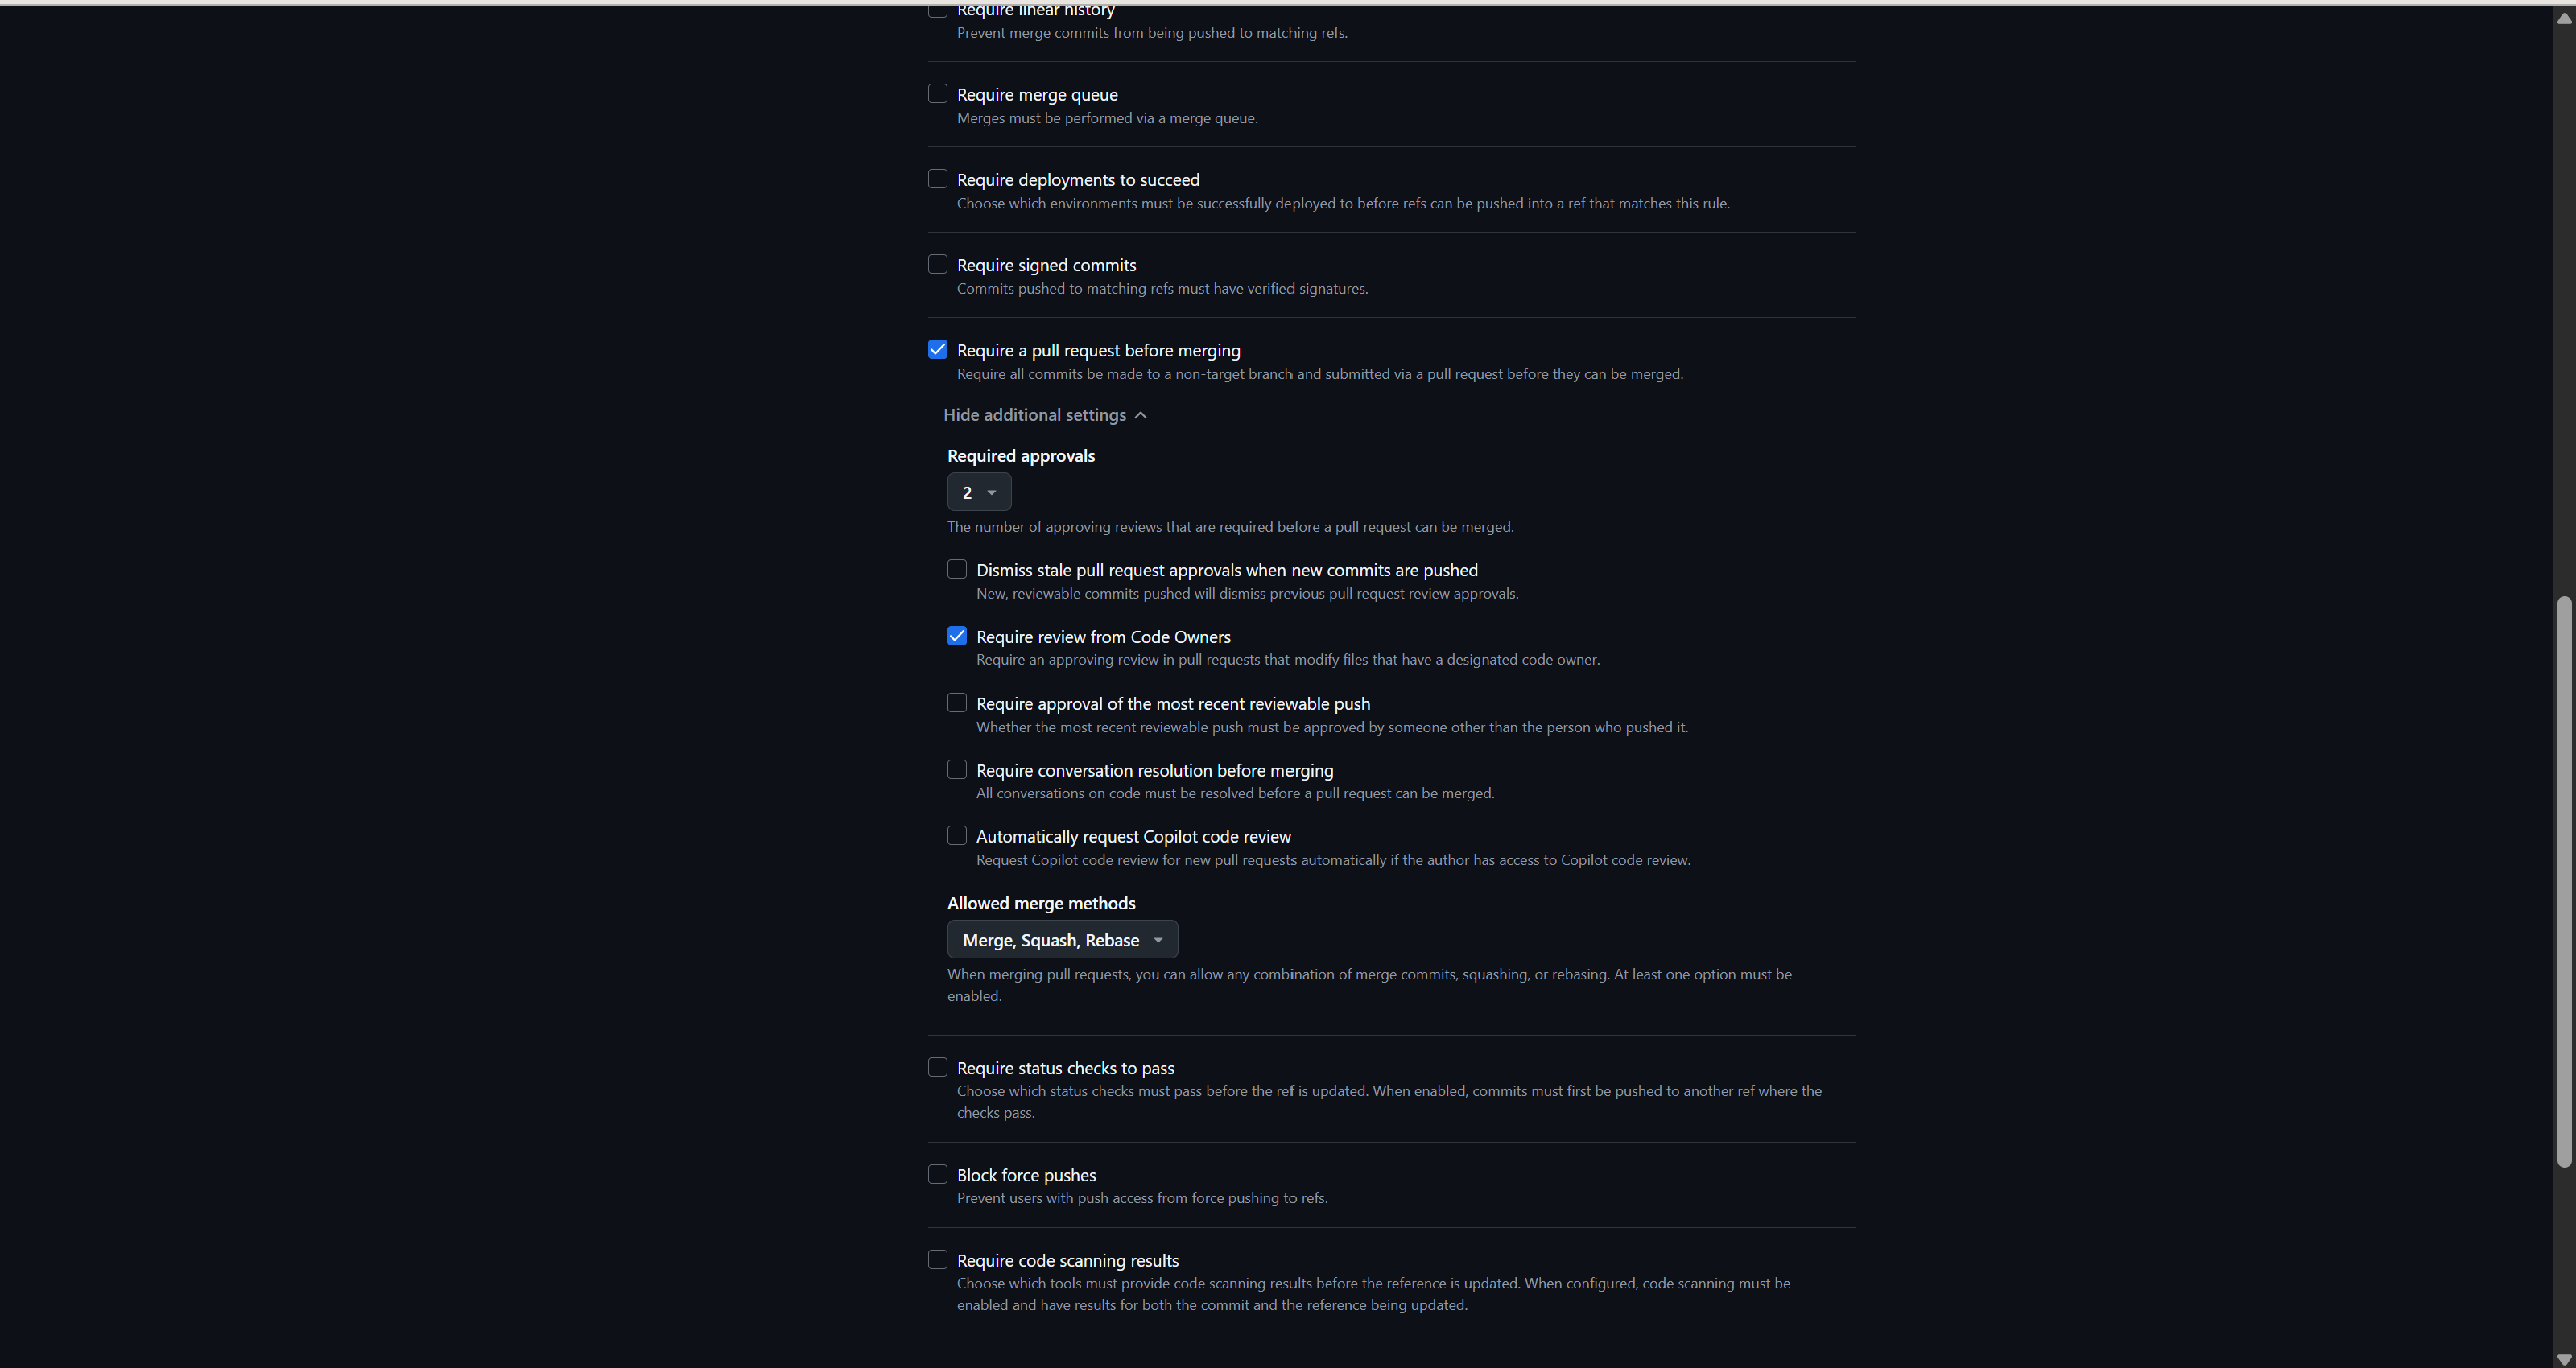 Require linear history
Prevent merge commits from being pushed to matching refs.
Require merge queue
Merges must be performed via a merge queue.
Require deployments to succeed
Choose which environments must be successfully deployed to before refs can be pushed into a ref that matches this rule.
Require signed commits
Commits pushed to matching refs must have verified signatures.
Require a pull request before merging
Require all commits be made to a non-target branch and submitted via a pull request before they can be merged.
Hide additional settings
Required approvals
2
The number of approving reviews that are required before a pull request can be merged.
Dismiss stale pull request approvals when new commits are pushed
New, reviewable commits pushed will dismiss previous pull request review approvals.
Require review from Code Owners
Require an approving review in pull requests that modify files that have a designated code owner.
Require approval of the most recent reviewable push
Whether the most recent reviewable push must be approved by someone other than the person who pushed it.
Require conversation resolution before merging
All conversations on code must be resolved before a pull request can be merged.
Automatically request Copilot code review
Request Copilot code review for new pull requests automatically if the author has access to Copilot code review.
Allowed merge methods
Merge, Squash, Rebase
When merging pull requests, you can allow any combination of merge commits, squashing, or rebasing. At least one option must be
enabled.
Require status checks to pass
Choose which status checks must pass before the ref is updated. When enabled, commits must first be pushed to another ref where the
checks pass.
Block force pushes
Prevent users with push access from force pushing to refs.
Require code scanning results
Choose which tools must provide code scanning results before the reference is updated. When configured, code scanning must be
enabled and have results for both the commit and the reference being updated.